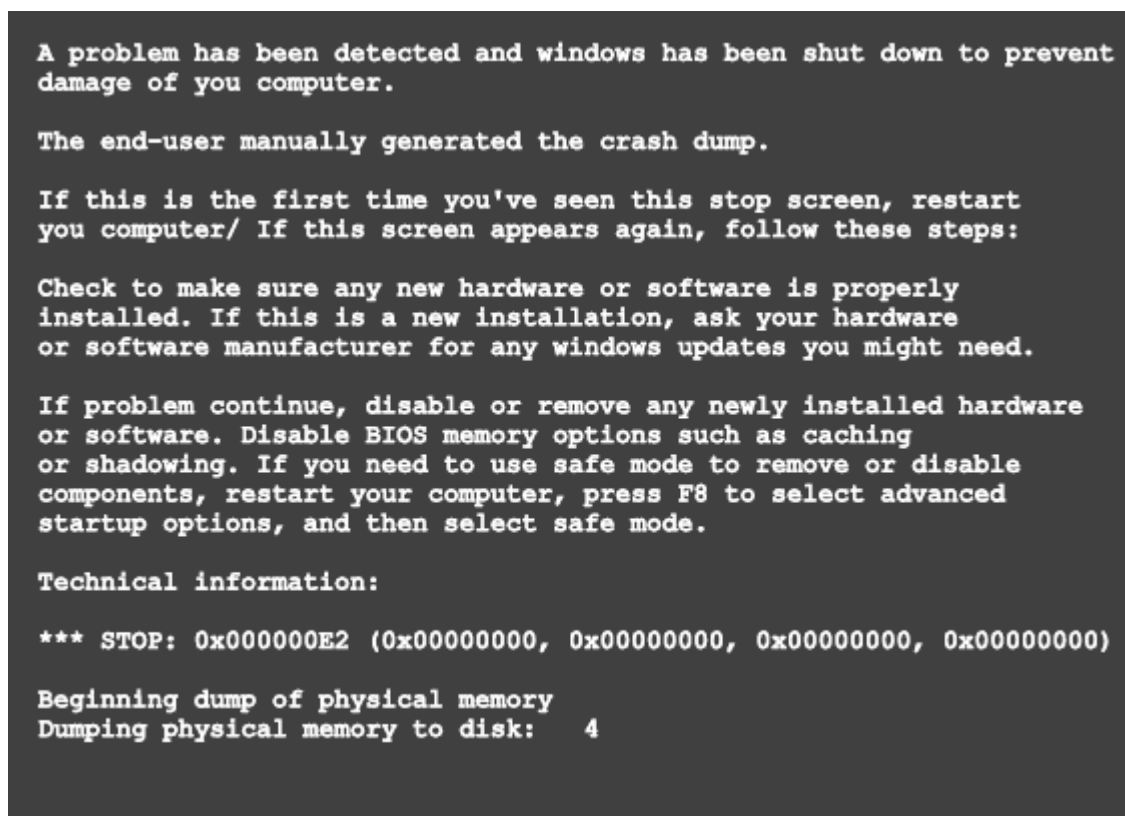 A problem has been detected and windows has been shut down to prevent
damage of you computer.
The end-user manually generated the crash dump.
If this is the first time you've seen this stop screen, restart
you computer/ If this screen appears again, follow these steps:
Check to make sure any new hardware or software is properly
installed. If this is a new installation, ask your hardware
or software manufacturer for any windows updates you might need.
If problem continue, disable or remove any newly installed hardware
or software. Disable BIOS memory options such as caching
or shadowing. If you need to use safe mode to remove or disable
components, restart your computer, press F8 to select advanced
startup options, and then select safe mode.
Technical information:
*** STOP: 0x000000E2 (0x00000000, 0x00000000, 0x00000000, 0x00000000)
Beginning dump of physical memory
Dumping physical memory to disk:   4